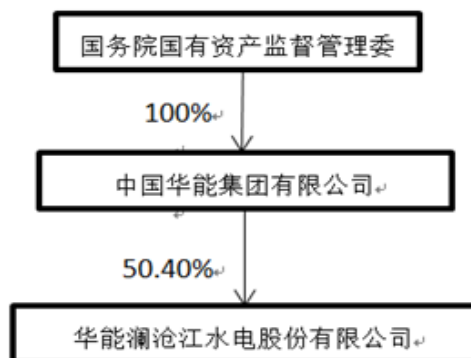 国务院国有资产监督管理委
100%
中国华能集团有限公司
50.40%
华能澜沧江水电股份有限公司